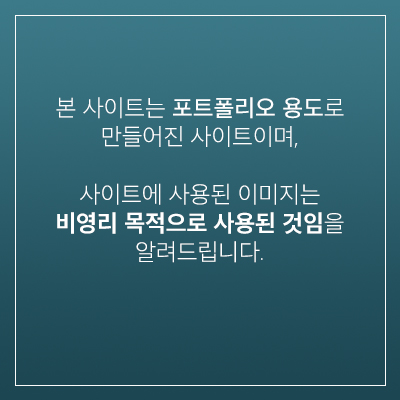 본 사이트는 포트폴리오 용도로
만들어진 사이트이며,
사이트에 사용된 이미지는
비영리 목적으로 사용된 것임을
알려드립니다.